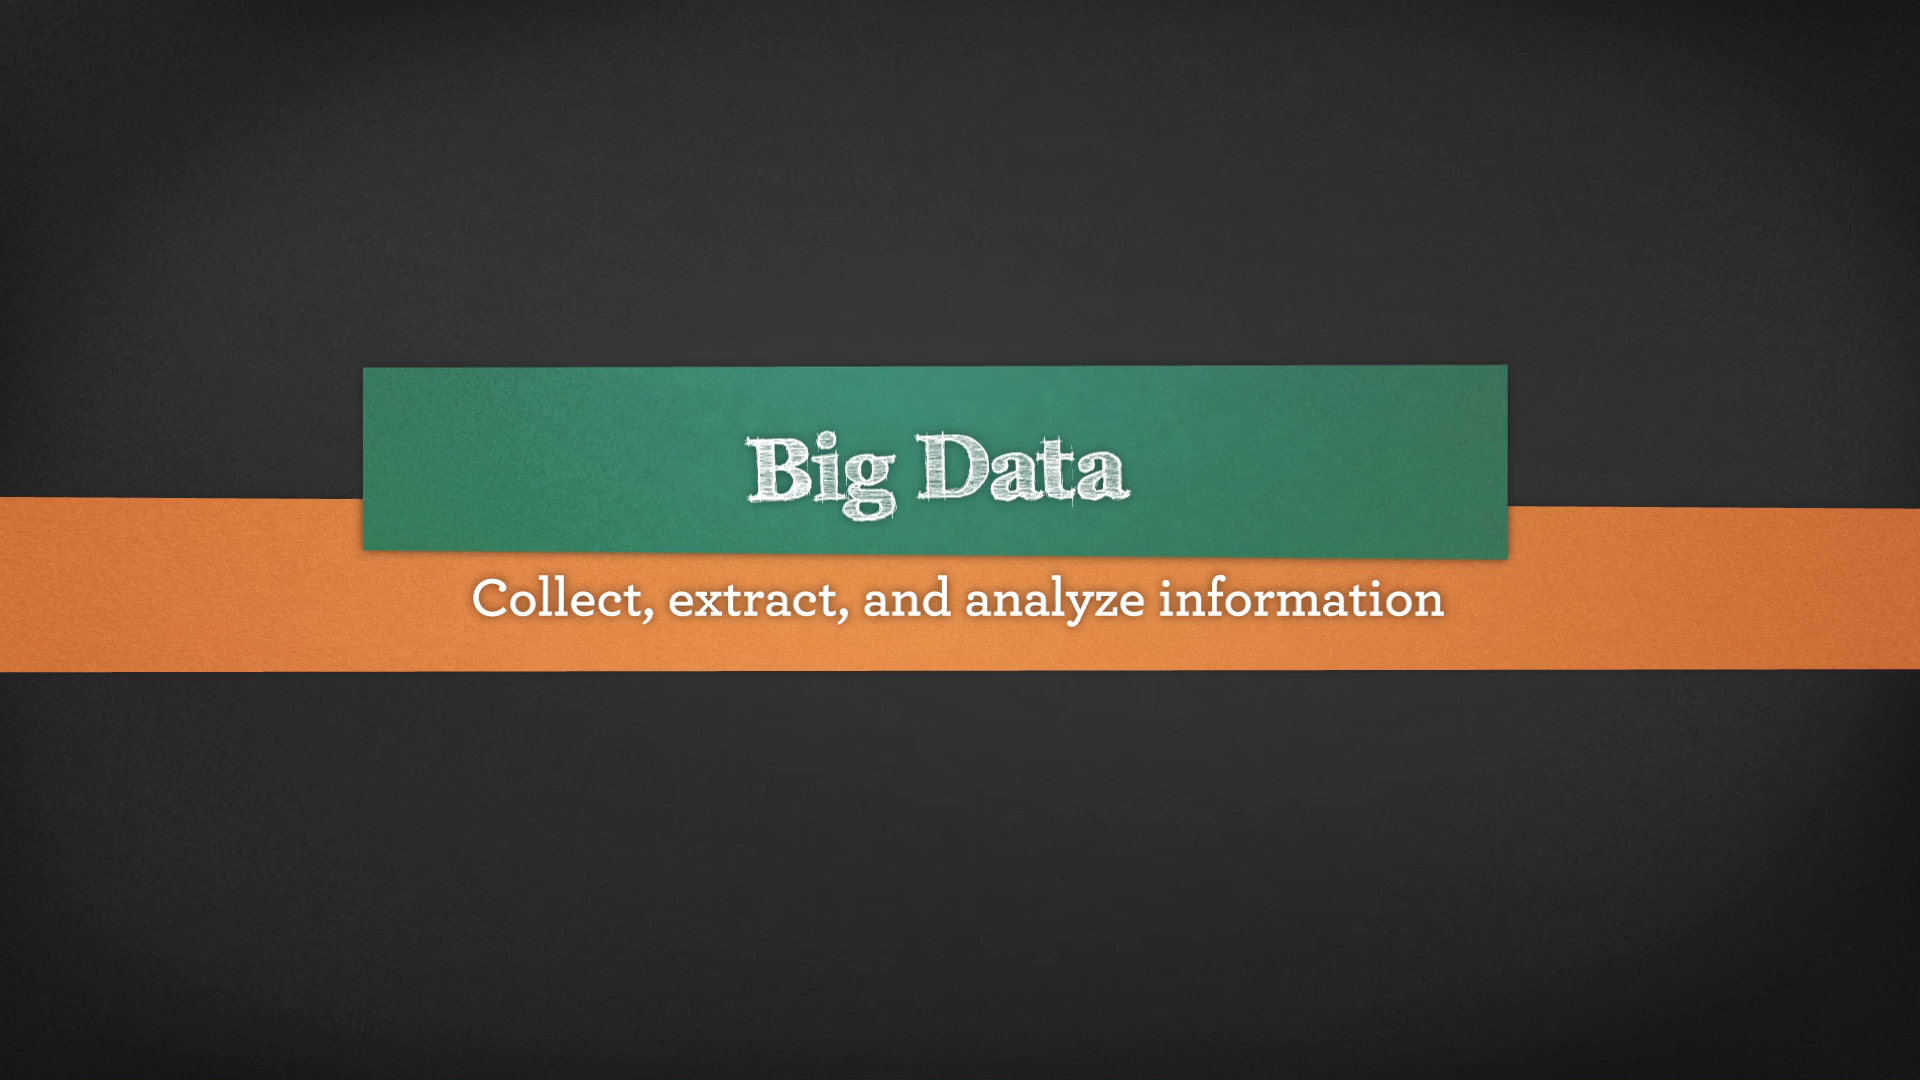 Big Data
Collect, extract, and analyze information